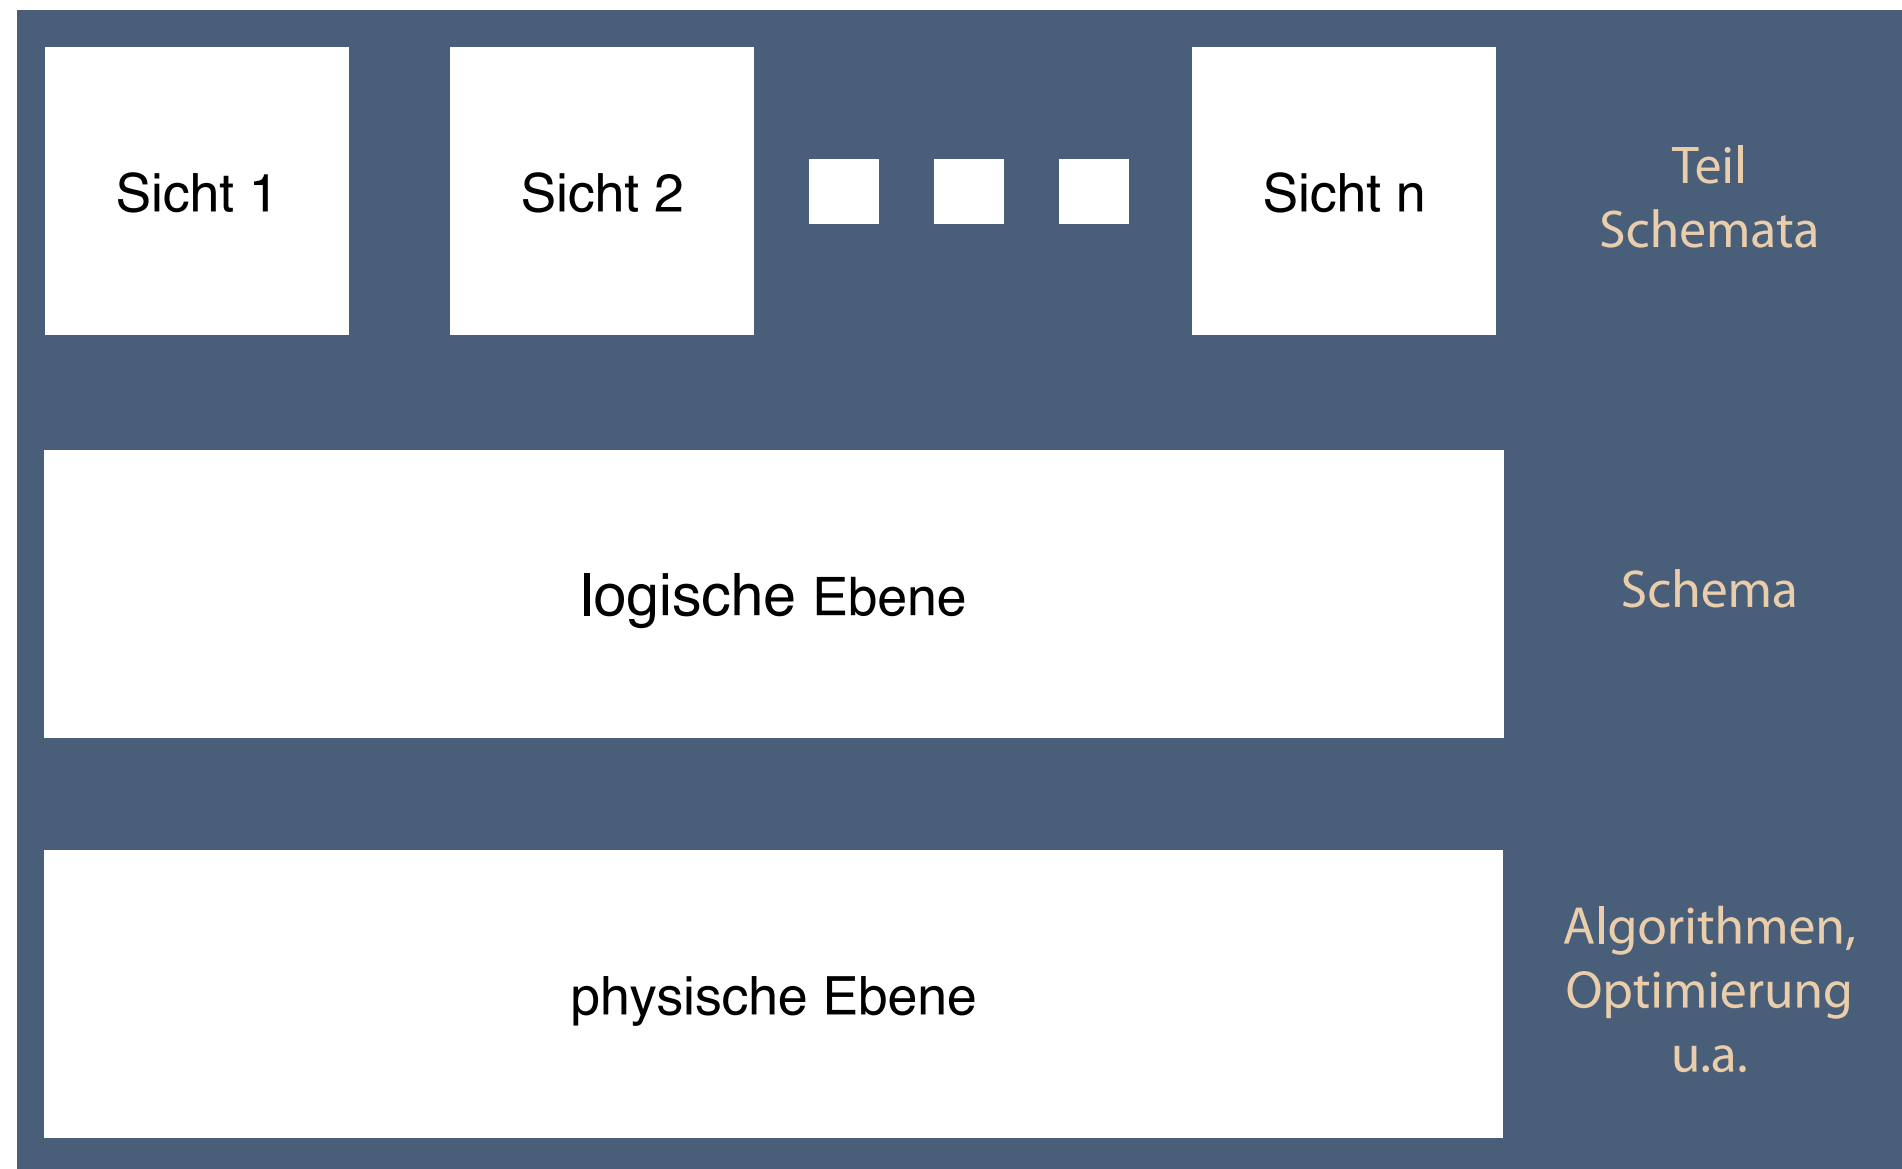 Sicht 1
Sicht 2
Sicht n
Teil
Schemata
logische Ebene
Schema
physische Ebene
Algorithmen,
Optimierung
u.a.